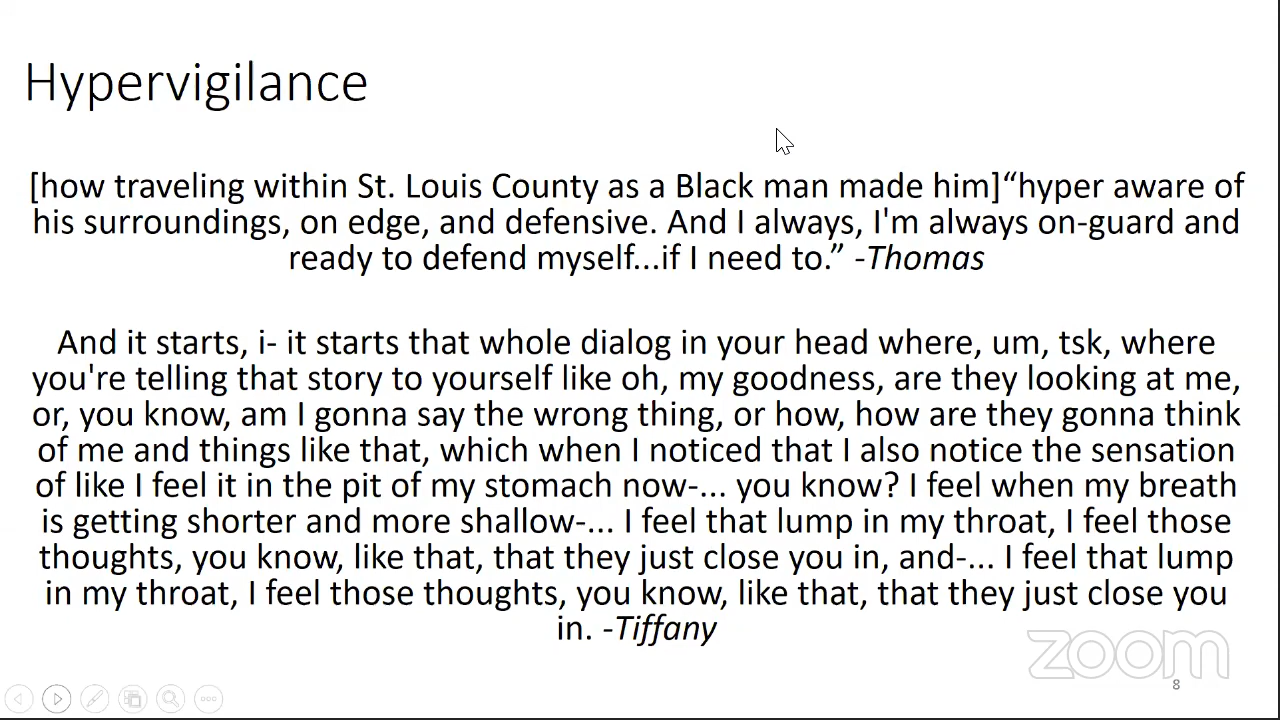 Hypervigilance
[how traveling within St. Louis County as a Black man made him]“hyper aware of
his surroundings, on edge, and defensive. And I always, I'm always on-guard and
ready to defend myself...if I need to.” -Thomas
And it starts, i- it starts that whole dialog in your head where, um, tsk, where
you're telling that story to yourself like oh, my goodness, are they looking at me,
or, you know, am I gonna say the wrong thing, or how, how are they gonna think
of me and things like that, which when I noticed that I also notice the sensation
of like I feel it in the pit of my stomach now-... you know? I feel when my breath
is getting shorter and more shallow-... I feel that lump in my throat, I feel those
thoughts, you know, like that, that they just close you in, and-... I feel that lump
in my throat, I feel those thoughts, you know, like that, that they just close you
in. -Tiffany
zoom
8